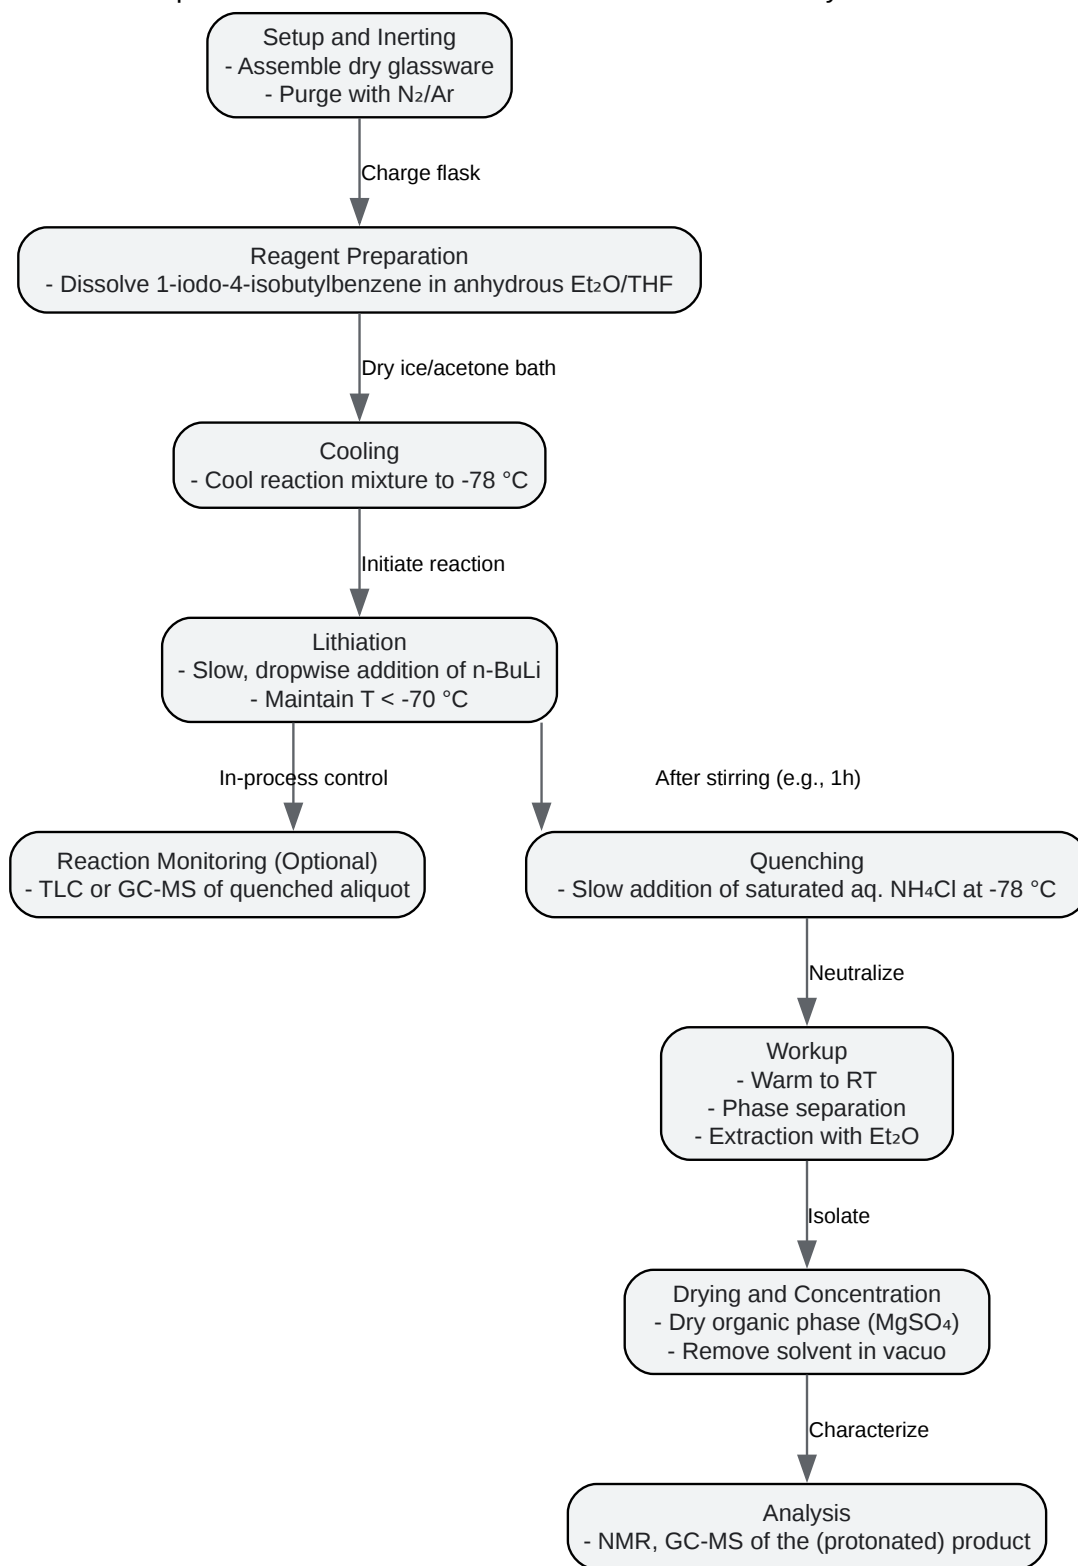 Setup and Inerting
- Assemble dry glassware
- Purge with N₂/Ar
Charge flask
Reagent Preparation
- Dissolve 1-iodo-4-isobutylbenzene in anhydrous Et₂O/THF
Dry ice/acetone bath
Cooling
- Cool reaction mixture to -78 °C
Initiate reaction
Lithiation
- Slow, dropwise addition of n-BuLi
- Maintain T < -70 °C
In-process control
After stirring (e.g., 1h)
Reaction Monitoring (Optional)
- TLC or GC-MS of quenched aliquot
Quenching
- Slow addition of saturated aq. NH₄Cl at -78 °C
Neutralize
Workup
- Warm to RT
- Phase separation
- Extraction with Et₂O
Isolate
Drying and Concentration
- Dry organic phase (MgSO₄)
- Remove solvent in vacuo
Characterize
Analysis
- NMR, GC-MS of the (protonated) product